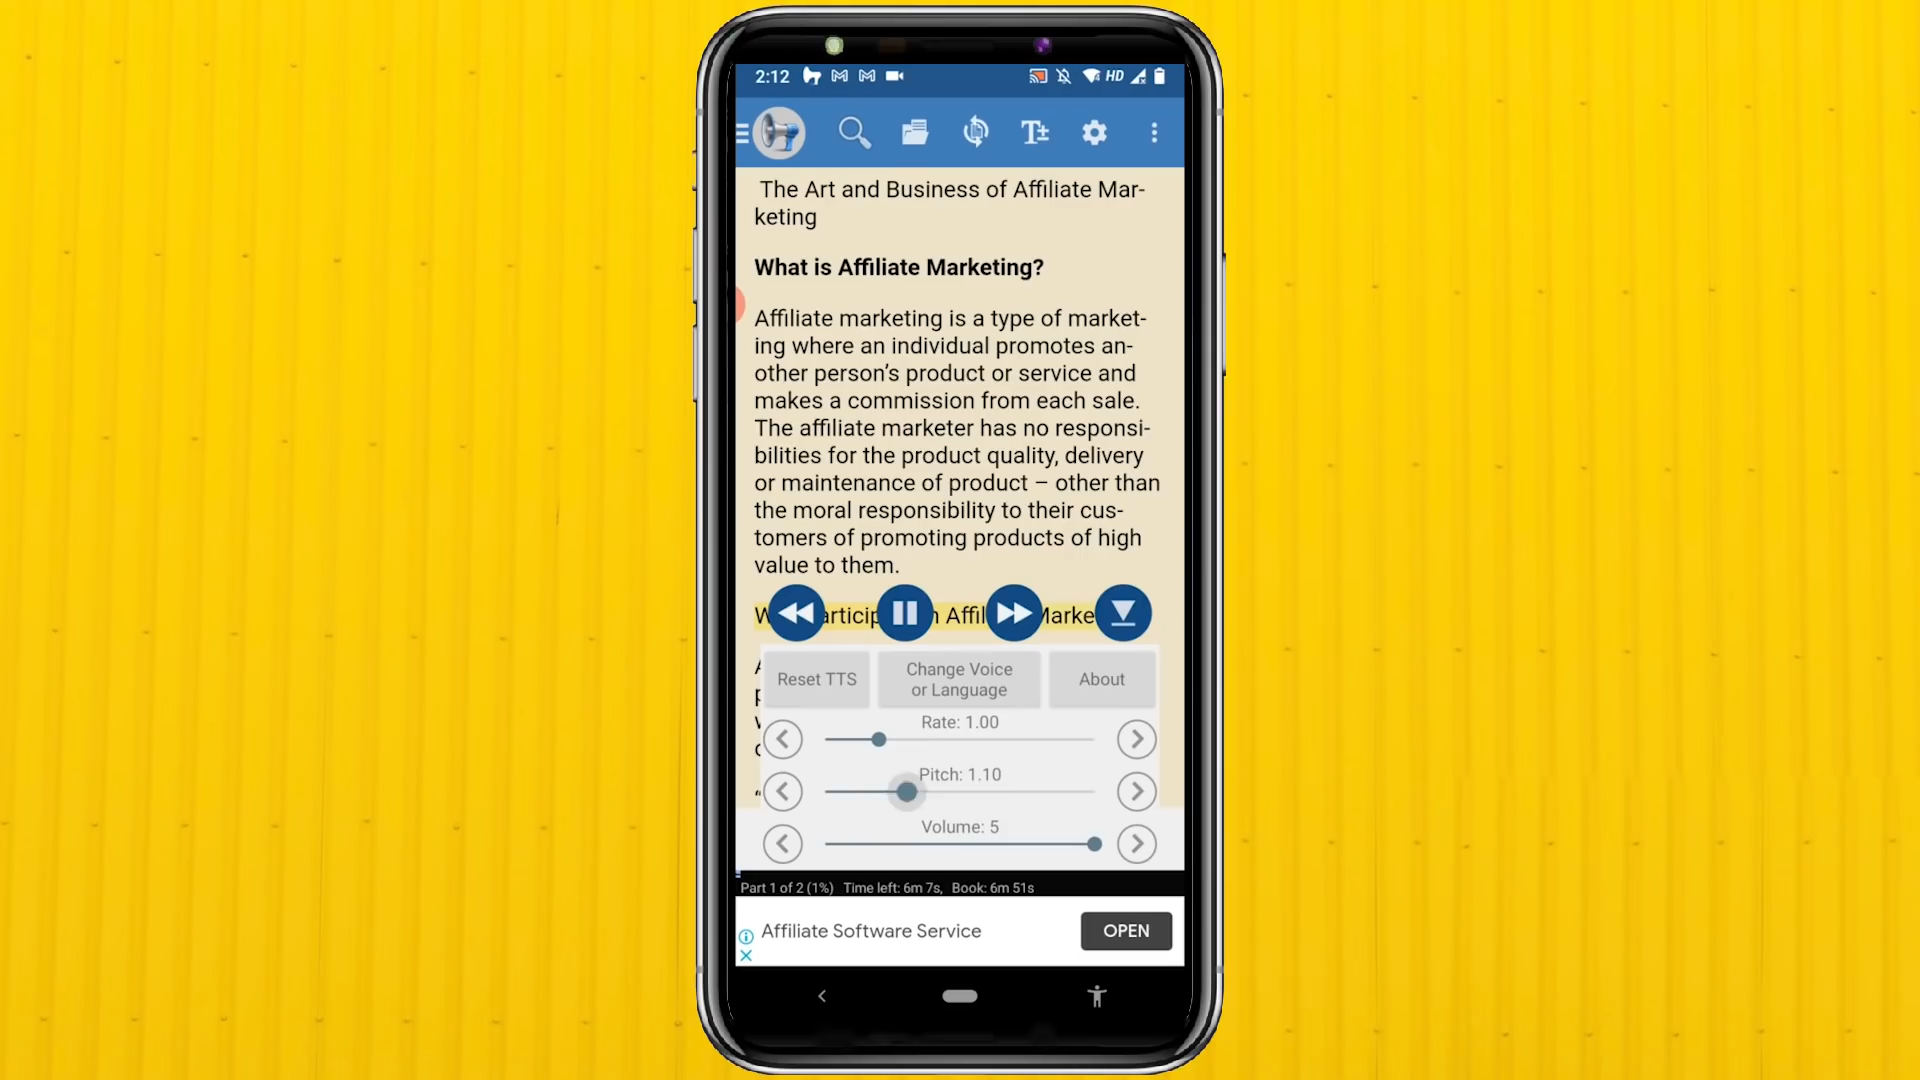 2:12
HD
T±
The Art and Business of Affiliate Mar-
keting
What is Affiliate Marketing?
Affiliate marketing is a type of market-
ing where an individual promotes an-
other person's product or service and
makes a commission from each sale.
The affiliate marketer has no responsi-
bilities for the product quality, delivery
or maintenance of product – other than
the moral responsibility to their cus-
tomers of promoting products of high
value to them.
Reset TTS
Change Voice
or Language
About
Rate: 1.00
Pitch: 1.10
Volume: 5
Part 1 of 2 (1%) Time left: 6m 7s, Book: 6m 51s
Affiliate Software Service
OPEN